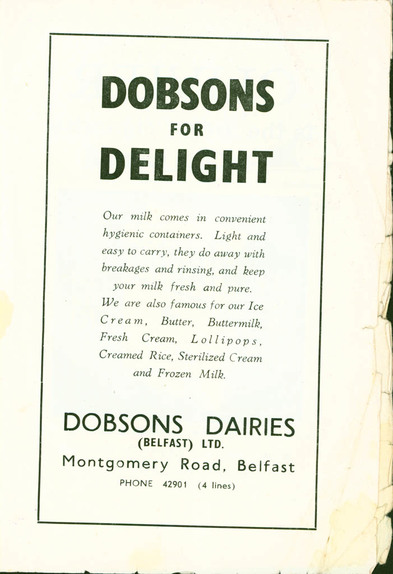 DOBSONS
FOR
DELIGHT
Our milk comes in convenient
hygienic containers. Light and
easy to carry, they do away with
breakages and rinsing, and keep
your milk fresh and pure.
We are also famous for our Ice
Cream, Butter, Buttermilk,
Fresh Cream, Lollipops,
Creamed Rice, Sterilized Cream
and Frozen Milk.
DOBSONS DAIRIES
(BELFAST) LTD.
Montgomery Road, Belfast
PHONE 42901 (4 lines)